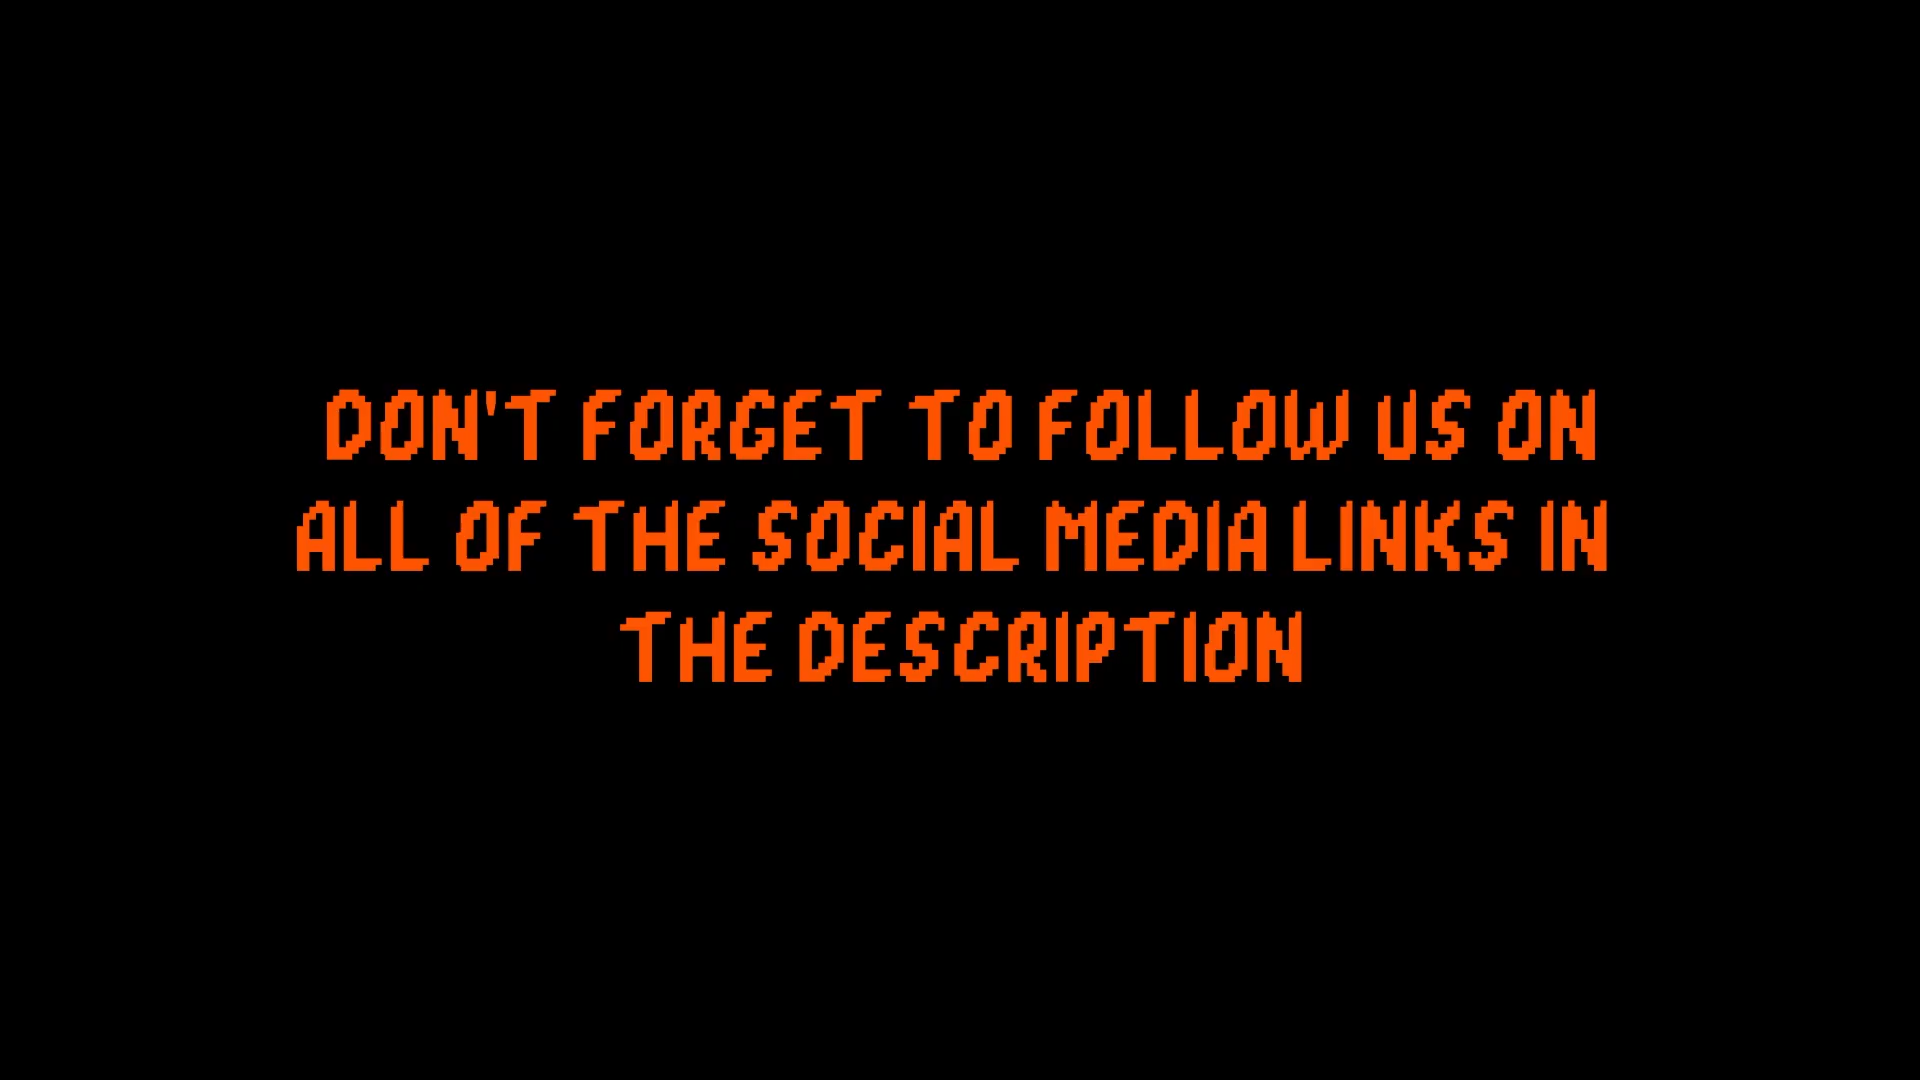 DON'T FORGET TO FOLLOW US ON
ALL OF THE SOCIAL MEDIA LINKS IN
THE DESCRIPTION